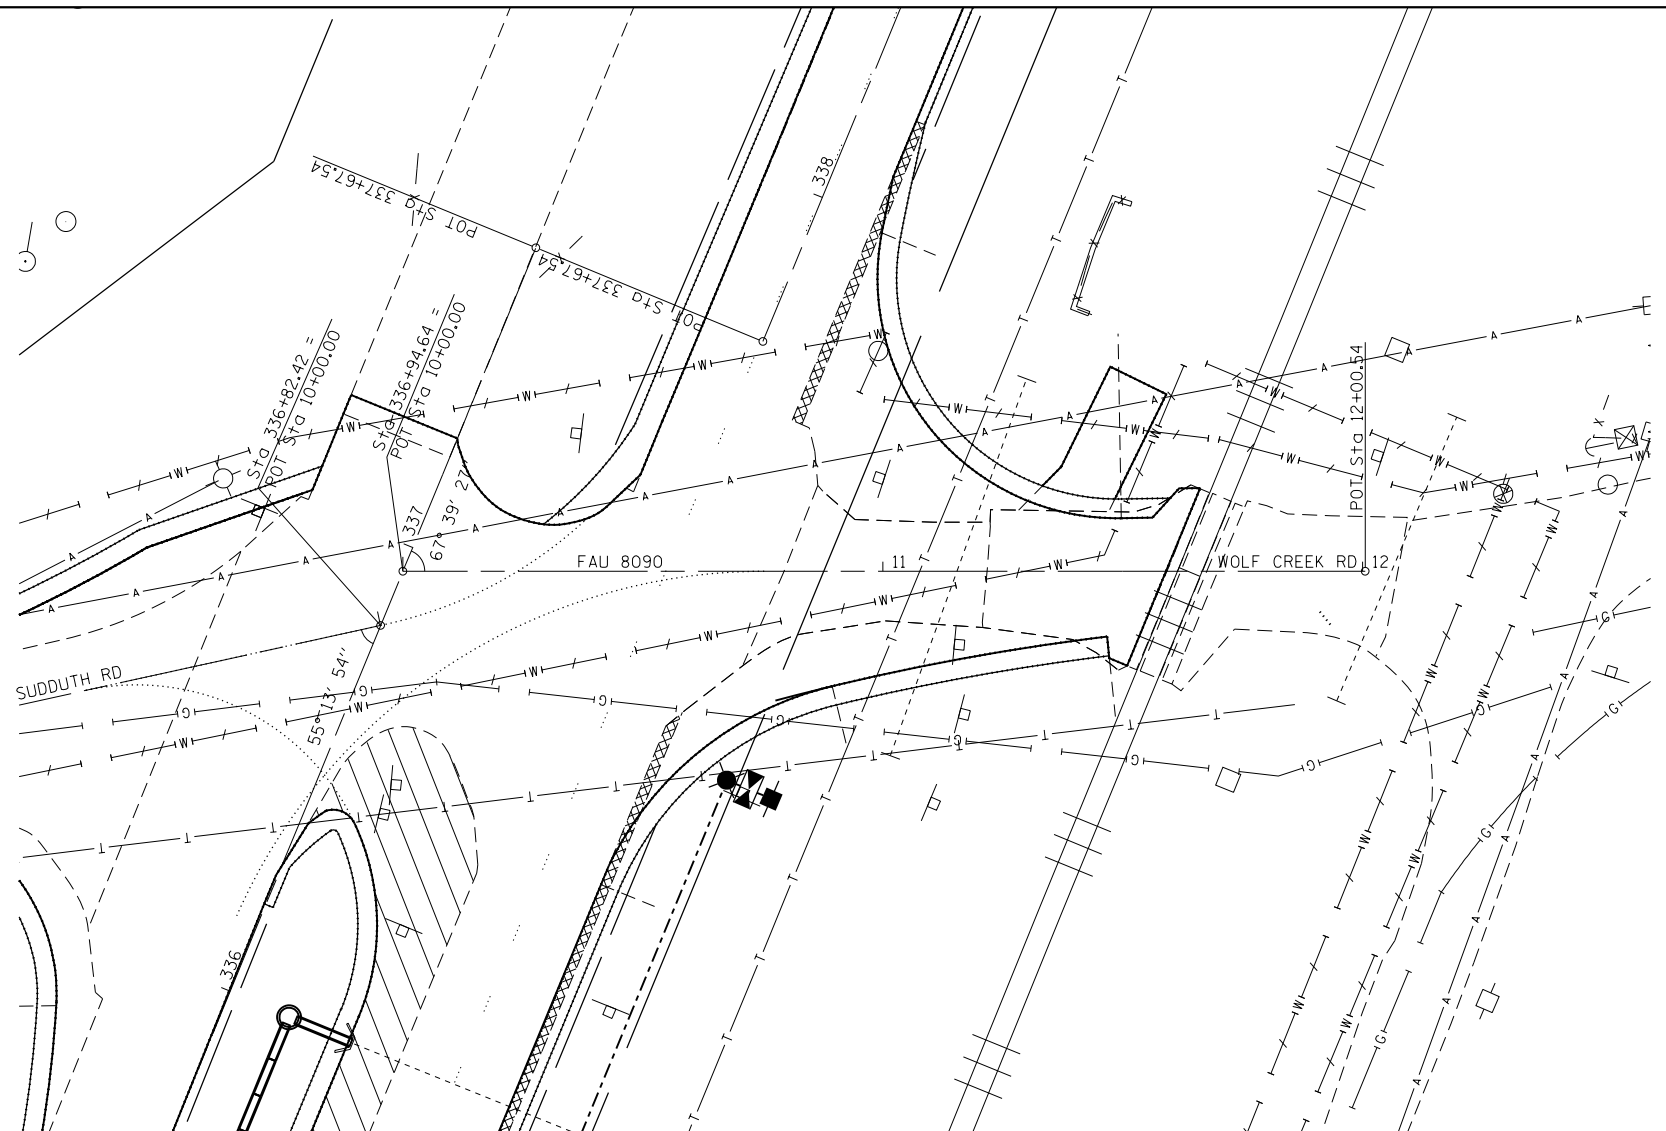 POT Sta 337+67.54
POT Sta 337+67.54
338
Sta 336+82.42 =
POT Sta 10+00.00
Sta 336+94.64 =
POT Sta 10+00.00
POT Sta 12+00.54
337
67° 39' 27"
FAU 8090
11
WOLF CREEK RD
12
SUDDUTH RD
55° 13' 54"
336
A A A A A A A A A A A A A
W W W W W W W W W W W W
T T T T T T T T T T
G G G G G G G G